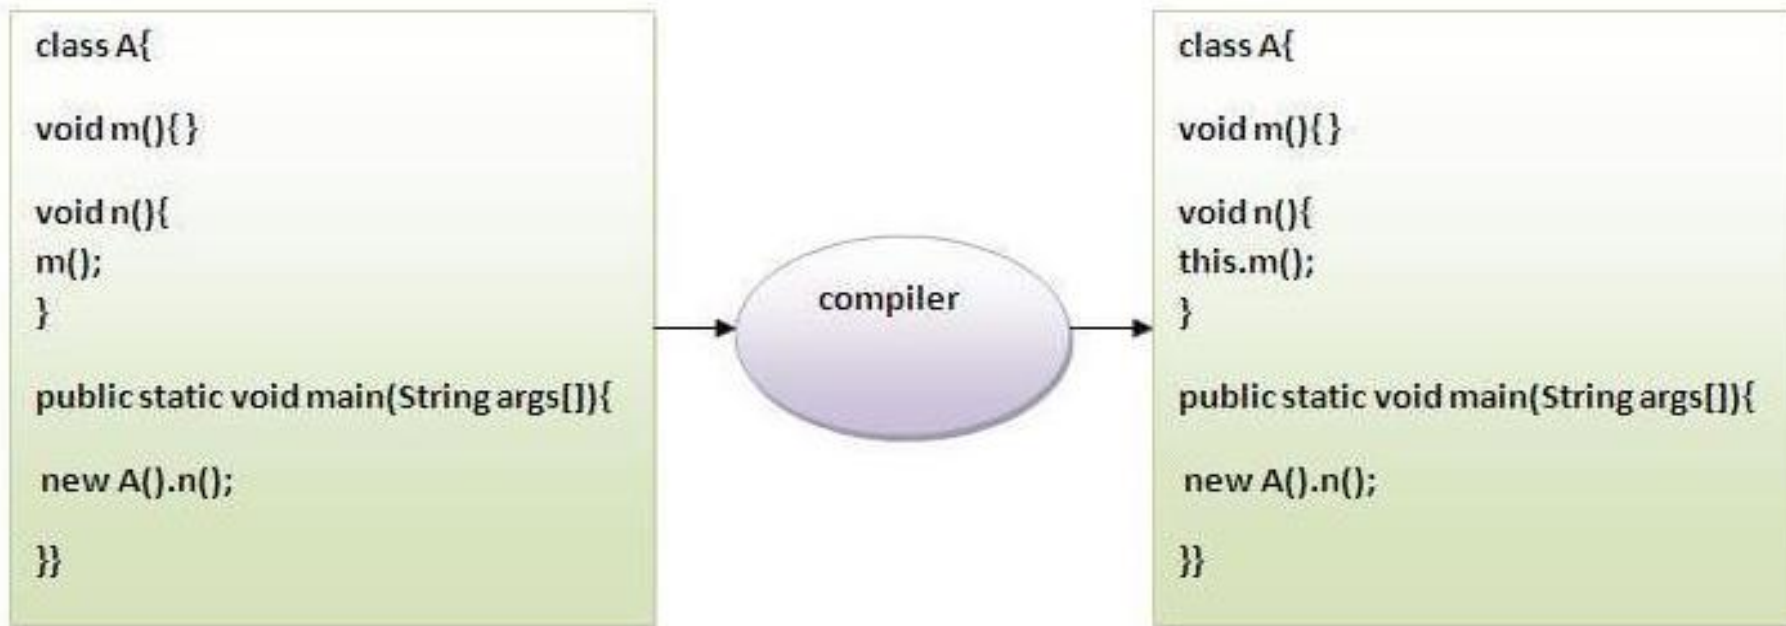 class A{
void m(){}
void n(){
m();
}
public static void main(String args[]){
new A().n();
}}
compiler
class A{
void m(){}
void n(){
this.m();
}
public static void main(String args[]){
new A().n();
}}